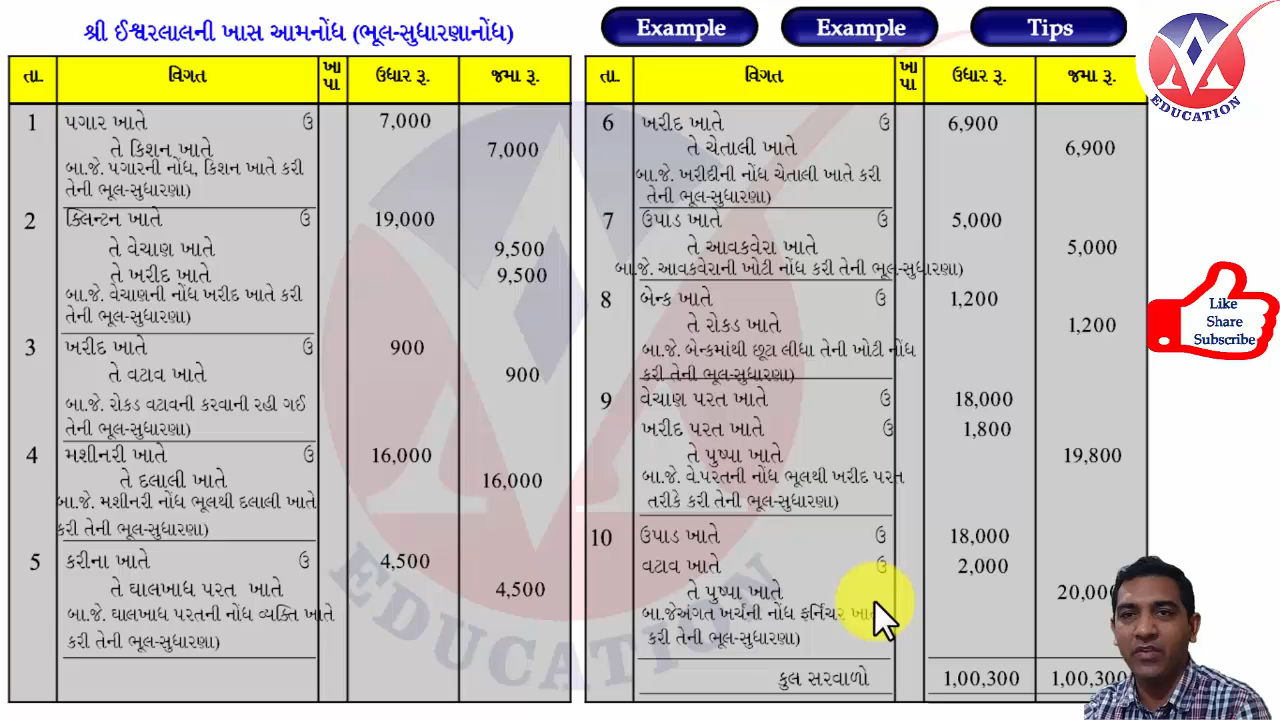 શ્રી ઈશ્વરલાલની ખાસ આમનોંધ (ભૂલ-સુધારણાનોંધ)
Example
Example
Tips
EDUCATION
તા. વિગત ખા પા ઉધાર રૂ. જમા રૂ.
1 પગાર ખાતે ઉ 7,000
તે કિશન ખાતે 7,000
બા.જે. પગારની નોંધ, કિશન ખાતે કરી
તેની ભૂલ-સુધારણા)
2 ક્લિન્ટન ખાતે ઉ 19,000
તે વેચાણ ખાતે 9,500
તે ખરીદ ખાતે 9,500
બા.જે. વેચાણની નોંધ ખરીદ ખાતે કરી
તેની ભૂલ-સુધારણા)
3 ખરીદ ખાતે ઉ 900
તે વટાવ ખાતે 900
બા.જે. રોકડ વટાવની કરવાની રહી ગઈ
તેની ભૂલ-સુધારણા)
4 મશીનરી ખાતે ઉ 16,000
તે દલાલી ખાતે 16,000
બા.જે. મશીનરી નોંધ ભૂલથી દલાલી ખાતે
કરી તેની ભૂલ-સુધારણા)
5 કરીના ખાતે ઉ 4,500
તે ઘાલખાધ પરત ખાતે 4,500
બા.જે. ઘાલખાધ પરતની નોંધ વ્યક્તિ ખાતે
કરી તેની ભૂલ-સુધારણા)
તા. વિગત ખા પા ઉધાર રૂ. જમા રૂ.
6 ખરીદ ખાતે ઉ 6,900
તે ચેતાલી ખાતે 6,900
બા.જે. ખરીદીની નોંધ ચેતાલી ખાતે કરી
તેની ભૂલ-સુધારણા)
7 ઉપાડ ખાતે ઉ 5,000
તે આવકવેરા ખાતે 5,000
બા.જે. આવકવેરાની ખોટી નોંધ કરી તેની ભૂલ-સુધારણા)
8 બેન્ક ખાતે ઉ 1,200
તે રોકડ ખાતે 1,200
બા.જે. બેન્કમાંથી છૂટા લીધા તેની ખોટી નોંધ
કરી તેની ભૂલ-સુધારણા)
9 વેચાણ પરત ખાતે ઉ 18,000
ખરીદ પરત ખાતે ઉ 1,800
તે પુષ્પા ખાતે 19,800
બા.જે. વે.પરતની નોંધ ભૂલથી ખરીદ પરત
તરીકે કરી તેની ભૂલ-સુધારણા)
10 ઉપાડ ખાતે ઉ 18,000
વટાવ ખાતે ઉ 2,000
તે પુષ્પા ખાતે 20,000
બા.જેઅંગત ખર્ચની નોંધ ફર્નિચર ખાતે
કરી તેની ભૂલ-સુધારણા)
કુલ સરવાળો 1,00,300 1,00,300
Like
Share
Subscribe
EDUCATION